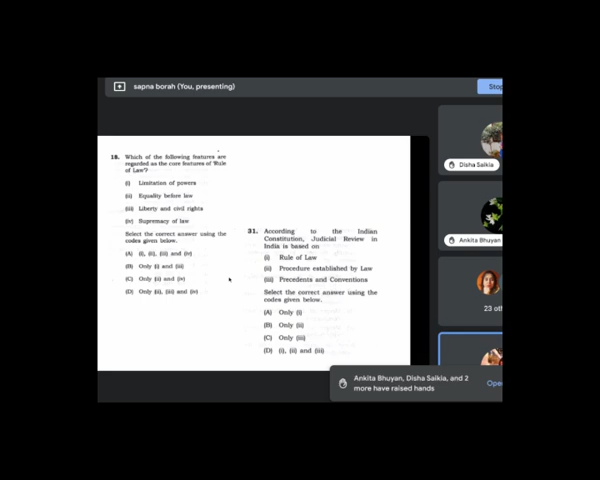 sapna borah (You, presenting)
Stop
18. Which of the following features are
regarded as the core features of 'Rule
of Law'?
(i) Limitation of powers
(ii) Equality before law
(iii) Liberty and civil rights
(iv) Supremacy of law
Select the correct answer using the
codes given below.
(A) (i), (ii), (iii) and (iv)
(B) Only (i) and (iii)
(C) Only (ii) and (iv)
(D) Only (ii), (iii) and (iv)
31. According to the Indian
Constitution, Judicial Review in
India is based on
(i) Rule of Law
(ii) Procedure established by Law
(iii) Precedents and Conventions
Select the correct answer using the
codes given below.
(A) Only (i)
(B) Only (ii)
(C) Only (iii)
(D) (i), (ii) and (iii)
Disha Saikia
Ankita Bhuyan
23 ot
Ankita Bhuyan, Disha Saikia, and 2
more have raised hands
Ope